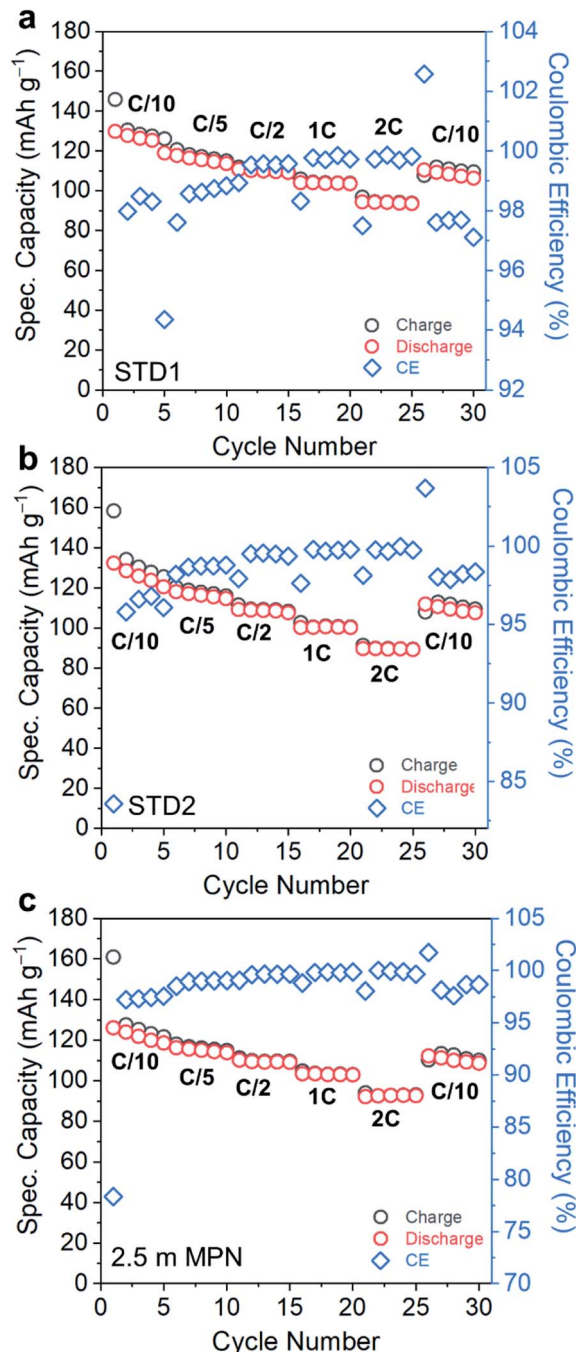 a
180
160
140
120
100
80
60
40
20
0
Spec. Capacity (mAh g⁻¹)
C/10
C/5
C/2
1C
2C
C/10
104
102
100
98
96
94
92
Coulombic Efficiency (%)
Charge
Discharge
CE
STD1
0 5 10 15 20 25 30
Cycle Number
b
180
160
140
120
100
80
60
40
20
0
Spec. Capacity (mAh g⁻¹)
C/10
C/5
C/2
1C
2C
C/10
105
100
95
90
85
Coulombic Efficiency (%)
Charge
Discharge
CE
STD2
0 5 10 15 20 25 30
Cycle Number
c
180
160
140
120
100
80
60
40
20
0
Spec. Capacity (mAh g⁻¹)
C/10
C/5
C/2
1C
2C
C/10
105
100
95
90
85
80
75
70
Coulombic Efficiency (%)
Charge
Discharge
CE
2.5 m MPN
0 5 10 15 20 25 30
Cycle Number